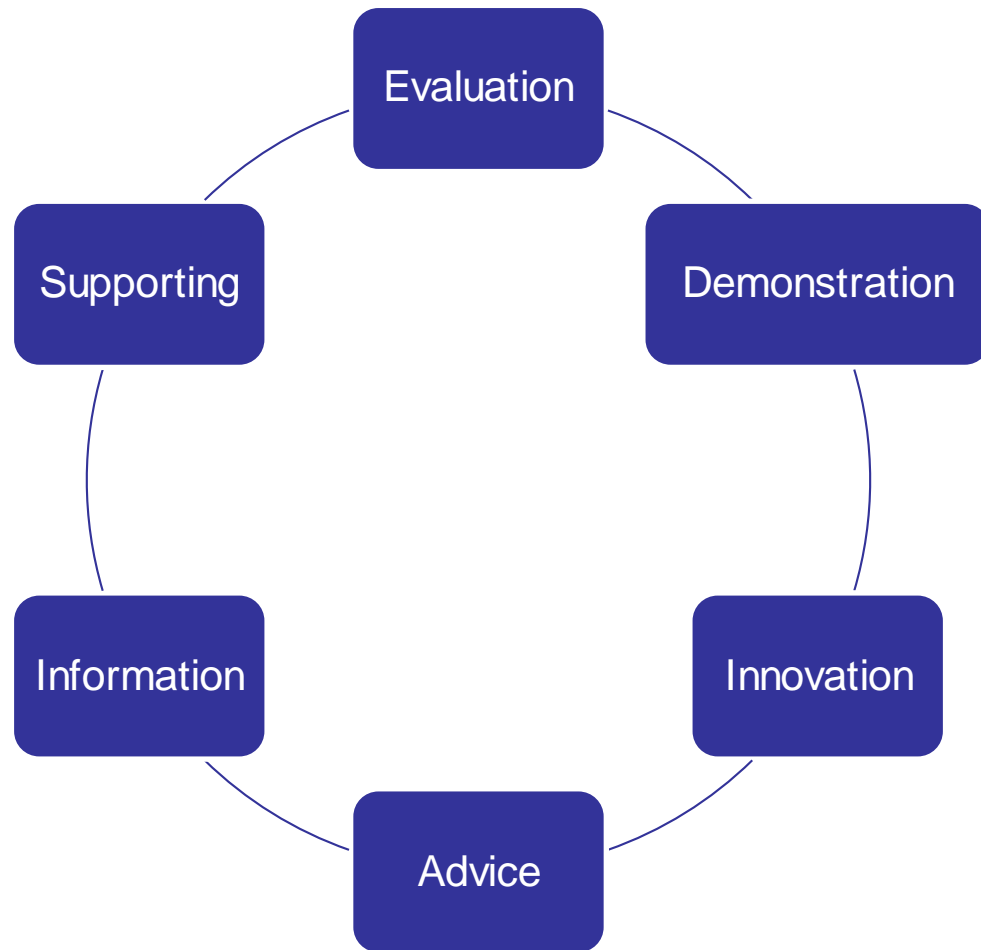 Evaluation
Supporting
Demonstration
Information
Innovation
Advice